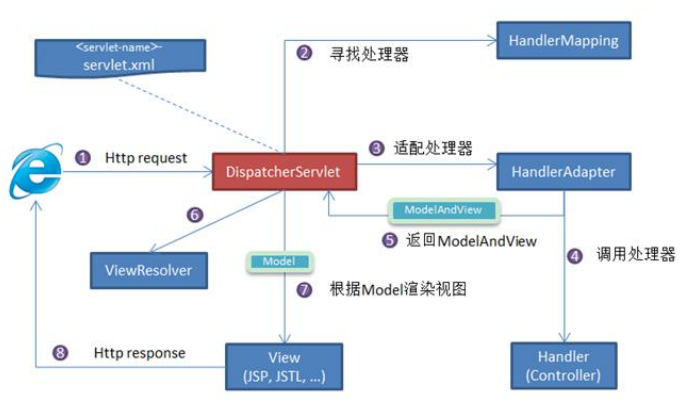 <servlet-name>-
servlet.xml
❷ 寻找处理器
HandlerMapping
❶ Http request
DispatcherServlet
❸ 适配处理器
HandlerAdapter
ModelAndView
❺ 返回ModelAndView
❹ 调用处理器
❻
ViewResolver
Model
❼ 根据Model渲染视图
❽ Http response
View
(JSP, JSTL, ...)
Handler
(Controller)